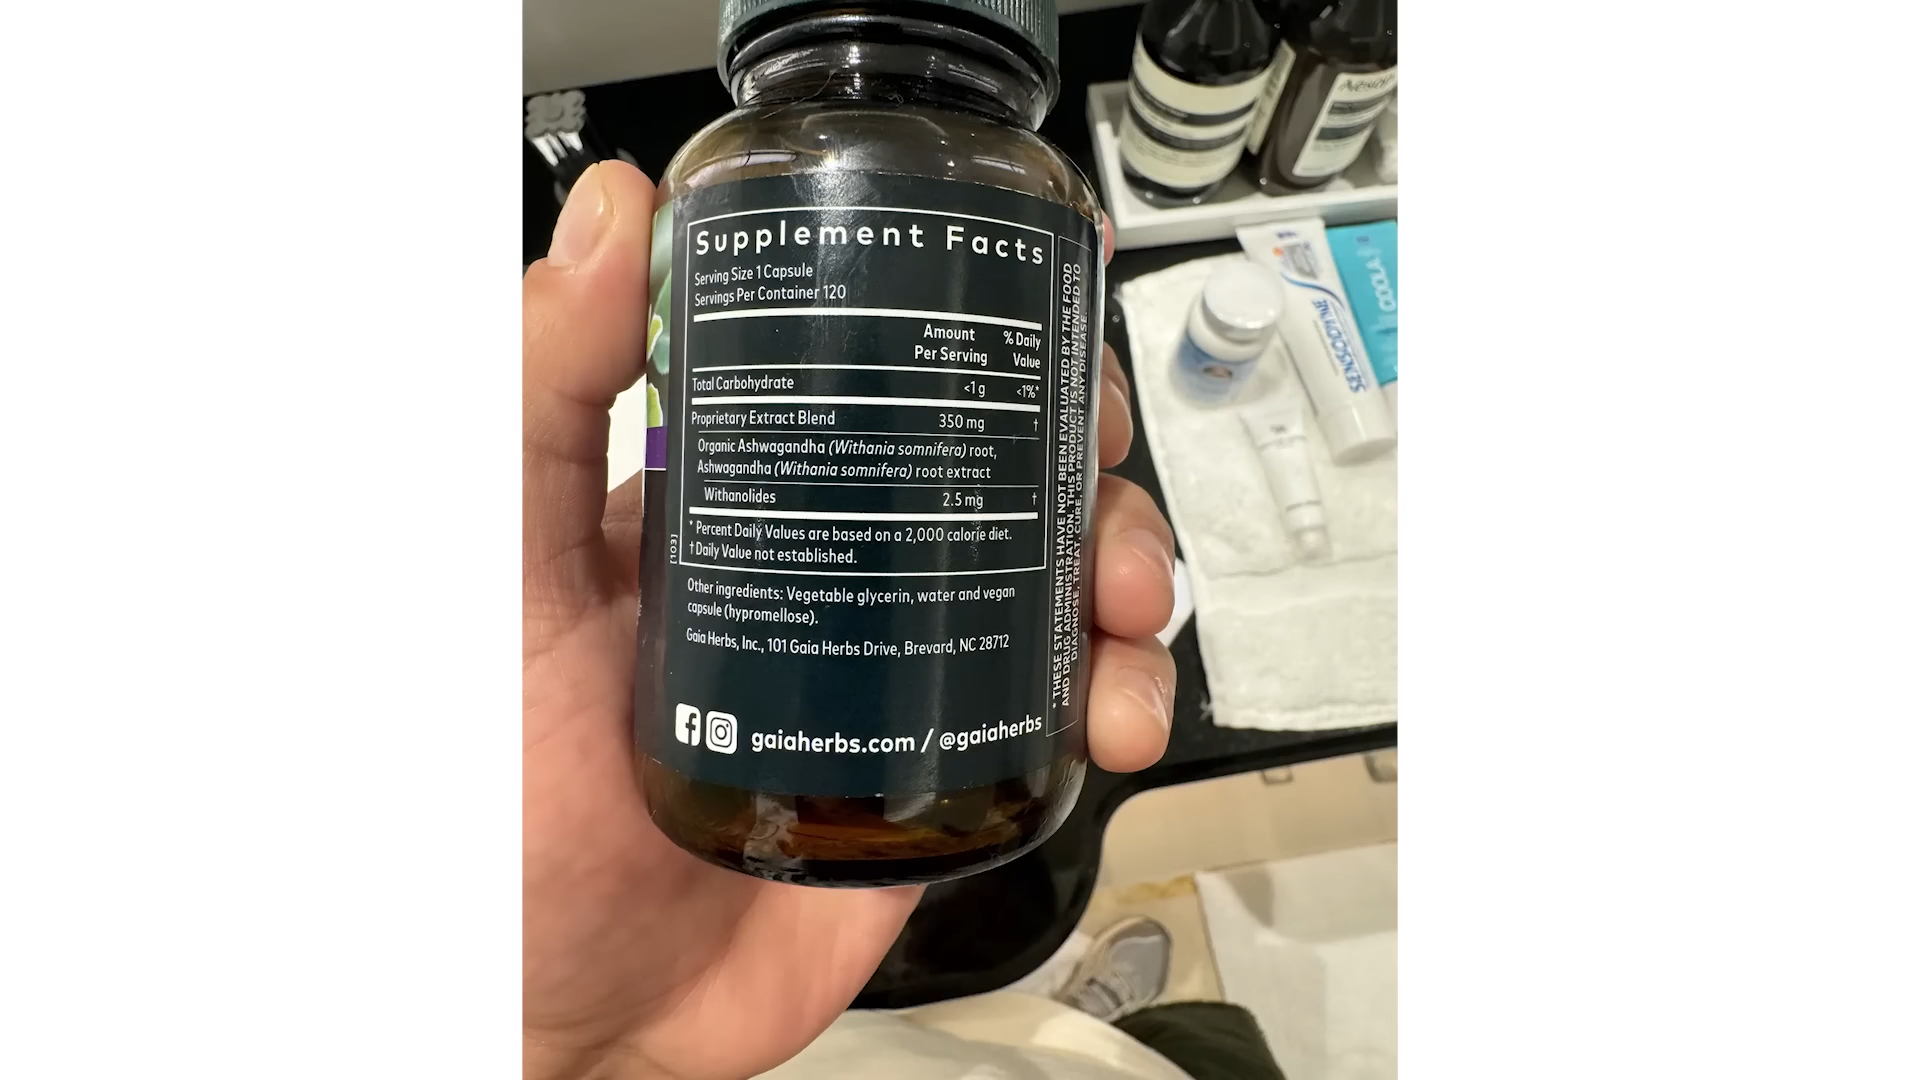 Supplement Facts
Serving Size 1 Capsule
Servings Per Container 120
Amount Per Serving
% Daily Value
Total Carbohydrate <1 g <1%*
Proprietary Extract Blend 350 mg †
Organic Ashwagandha (Withania somnifera) root,
Ashwagandha (Withania somnifera) root extract
Withanolides 2.5 mg †
* Percent Daily Values are based on a 2,000 calorie diet.
† Daily Value not established.
[103]
Other ingredients: Vegetable glycerin, water and vegan
capsule (hypromellose).
Gaia Herbs, Inc., 101 Gaia Herbs Drive, Brevard, NC 28712
gaiaherbs.com / @gaiaherbs
* THESE STATEMENTS HAVE NOT BEEN EVALUATED BY THE FOOD
AND DRUG ADMINISTRATION. THIS PRODUCT IS NOT INTENDED TO
DIAGNOSE, TREAT, CURE, OR PREVENT ANY DISEASE.
Aesop
SENSODYNE
COOLA